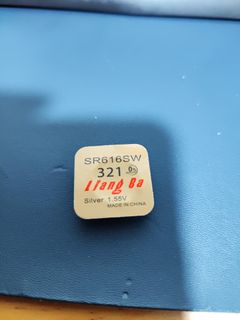 SR616SW
321
Liang Ba
Silver 1.55V
MADE IN CHINA